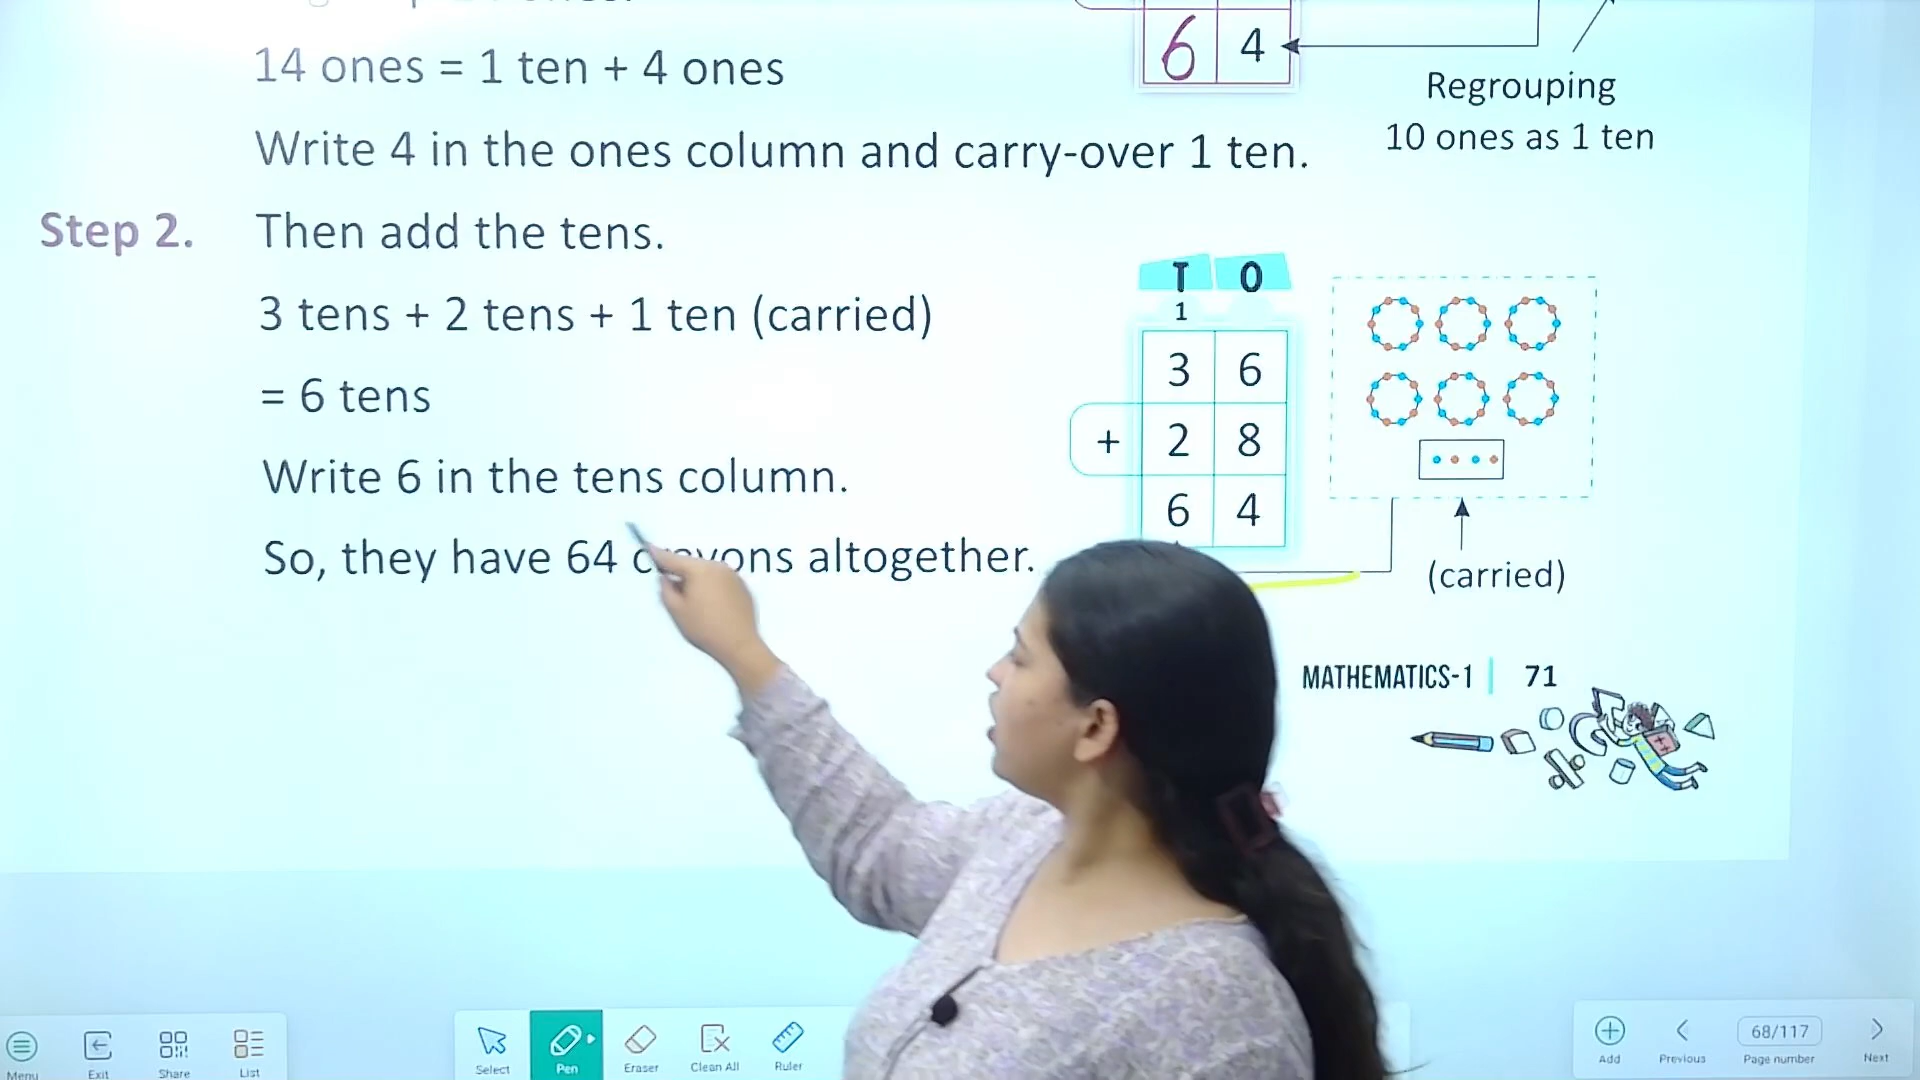 14 ones = 1 ten + 4 ones
Write 4 in the ones column and carry-over 1 ten.
6 4
Regrouping
10 ones as 1 ten
Step 2. Then add the tens.
3 tens + 2 tens + 1 ten (carried)
= 6 tens
Write 6 in the tens column.
So, they have 64 crayons altogether.
T O
1
3 6
+ 2 8
6 4
(carried)
MATHEMATICS-1 | 71
Menu Exit Share List
Select Pen Eraser Clean All Ruler
Add Previous 68/117 Page number Next